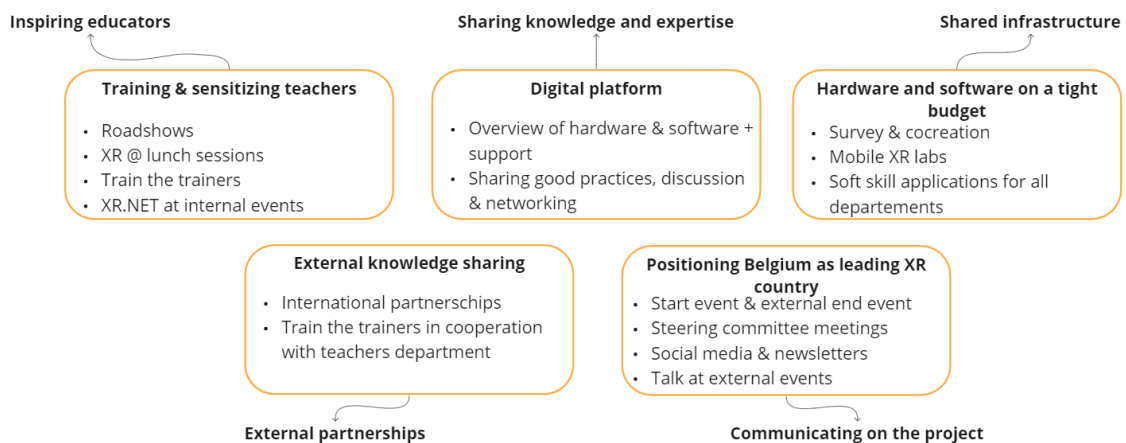 Inspiring educators
Sharing knowledge and expertise
Shared infrastructure
Training & sensitizing teachers
• Roadshows
• XR @ lunch sessions
• Train the trainers
• XR.NET at internal events
Digital platform
• Overview of hardware & software +
support
• Sharing good practices, discussion
& networking
Hardware and software on a tight
budget
• Survey & cocreation
• Mobile XR labs
• Soft skill applications for all
departements
External knowledge sharing
• International partnerschips
• Train the trainers in cooperation
with teachers department
Positioning Belgium as leading XR
country
• Start event & external end event
• Steering committee meetings
• Social media & newsletters
• Talk at external events
External partnerships
Communicating on the project